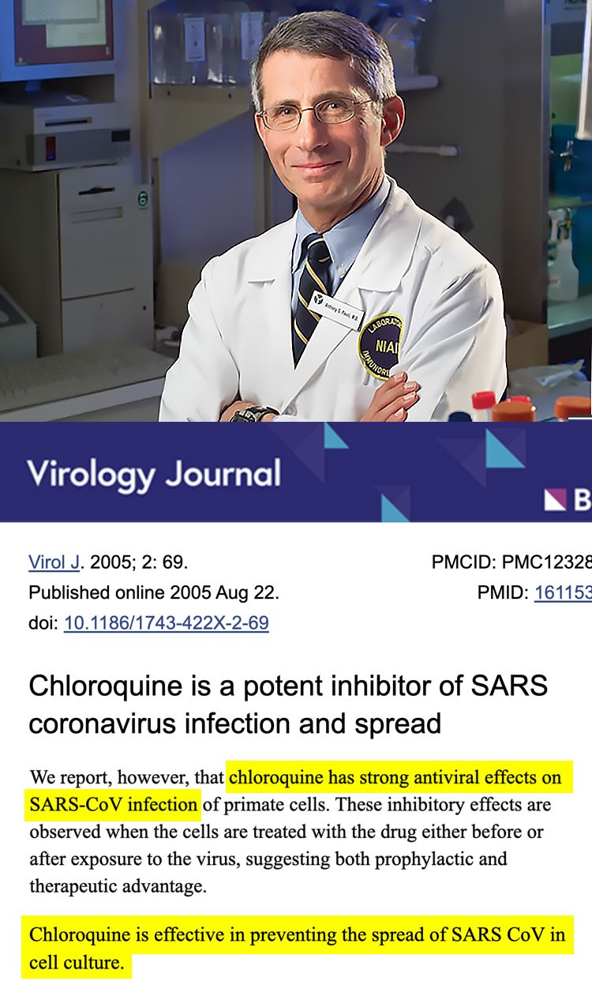 Anthony S. Fauci, M.D.
LABORATO
NIAI
IMMUNORE
Virology Journal
B
Virol J. 2005; 2: 69.
PMCID: PMC12328
Published online 2005 Aug 22.
PMID: 161153
doi: 10.1186/1743-422X-2-69
Chloroquine is a potent inhibitor of SARS
coronavirus infection and spread
We report, however, that chloroquine has strong antiviral effects on
SARS-CoV infection of primate cells. These inhibitory effects are
observed when the cells are treated with the drug either before or
after exposure to the virus, suggesting both prophylactic and
therapeutic advantage.
Chloroquine is effective in preventing the spread of SARS CoV in
cell culture.